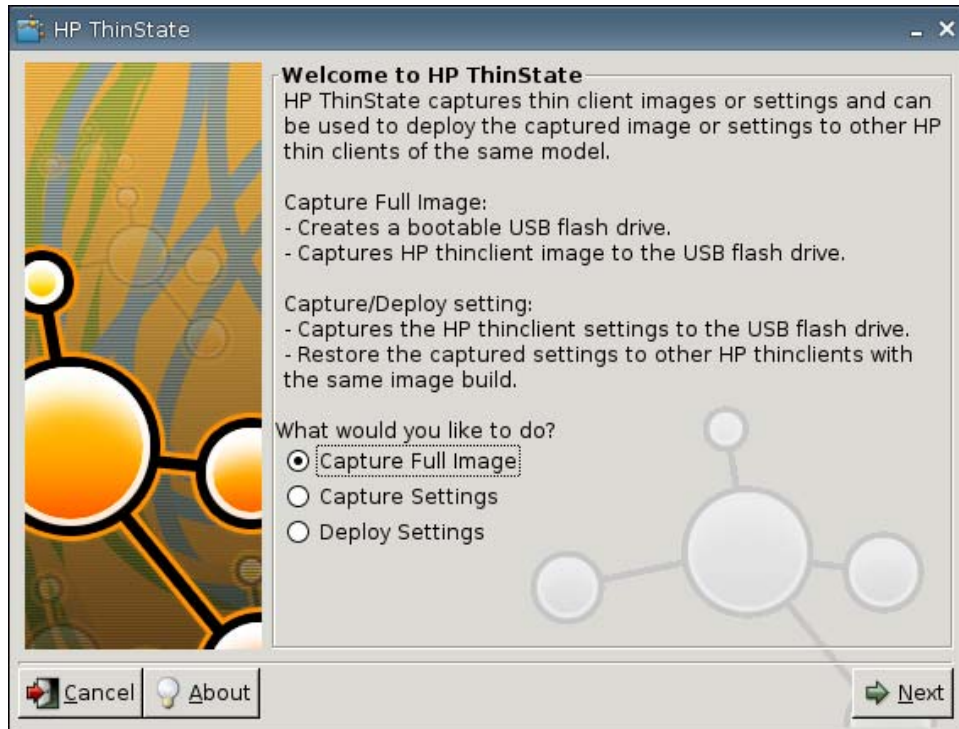 HP ThinState
Welcome to HP ThinState
HP ThinState captures thin client images or settings and can
be used to deploy the captured image or settings to other HP
thin clients of the same model.
Capture Full Image:
- Creates a bootable USB flash drive.
- Captures HP thinclient image to the USB flash drive.
Capture/Deploy setting:
- Captures the HP thinclient settings to the USB flash drive.
- Restore the captured settings to other HP thinclients with
the same image build.
What would you like to do?
Capture Full Image
Capture Settings
Deploy Settings
Cancel
About
Next